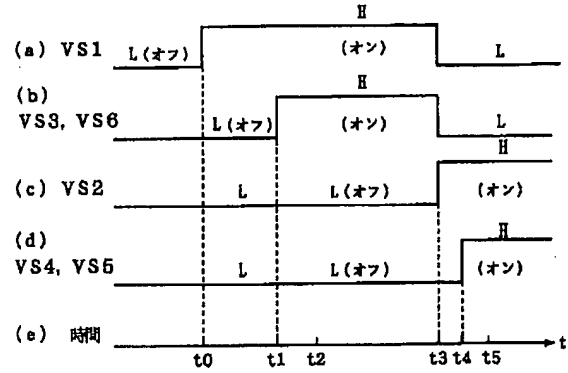 H
(a) VS1 L(オフ) (オン) L
(b) H
VS3, VS6 L(オフ) (オン) L
H
(c) VS2 L L(オフ) (オン)
(d) H
VS4, VS5 L L(オフ) (オン)
(e) 時間 t
t0 t1 t2 t3 t4 t5